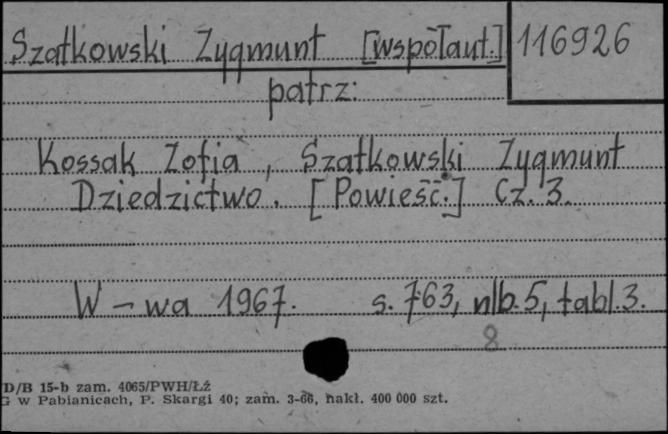 Szatkowski Zygmunt [współaut.] 116926
patrz:
Kossak Zofia, Szatkowski Zygmunt
Dziedzictwo. [Powieść.] Cz. 3.
W-wa 1967. s. 763, nlb. 5, tabl. 3.
8
D/B 15-b zam. 4065/PWH/Łź
G w Pabianicach, P. Skargi 40; zam. 3-66, nakł. 400 000 szt.